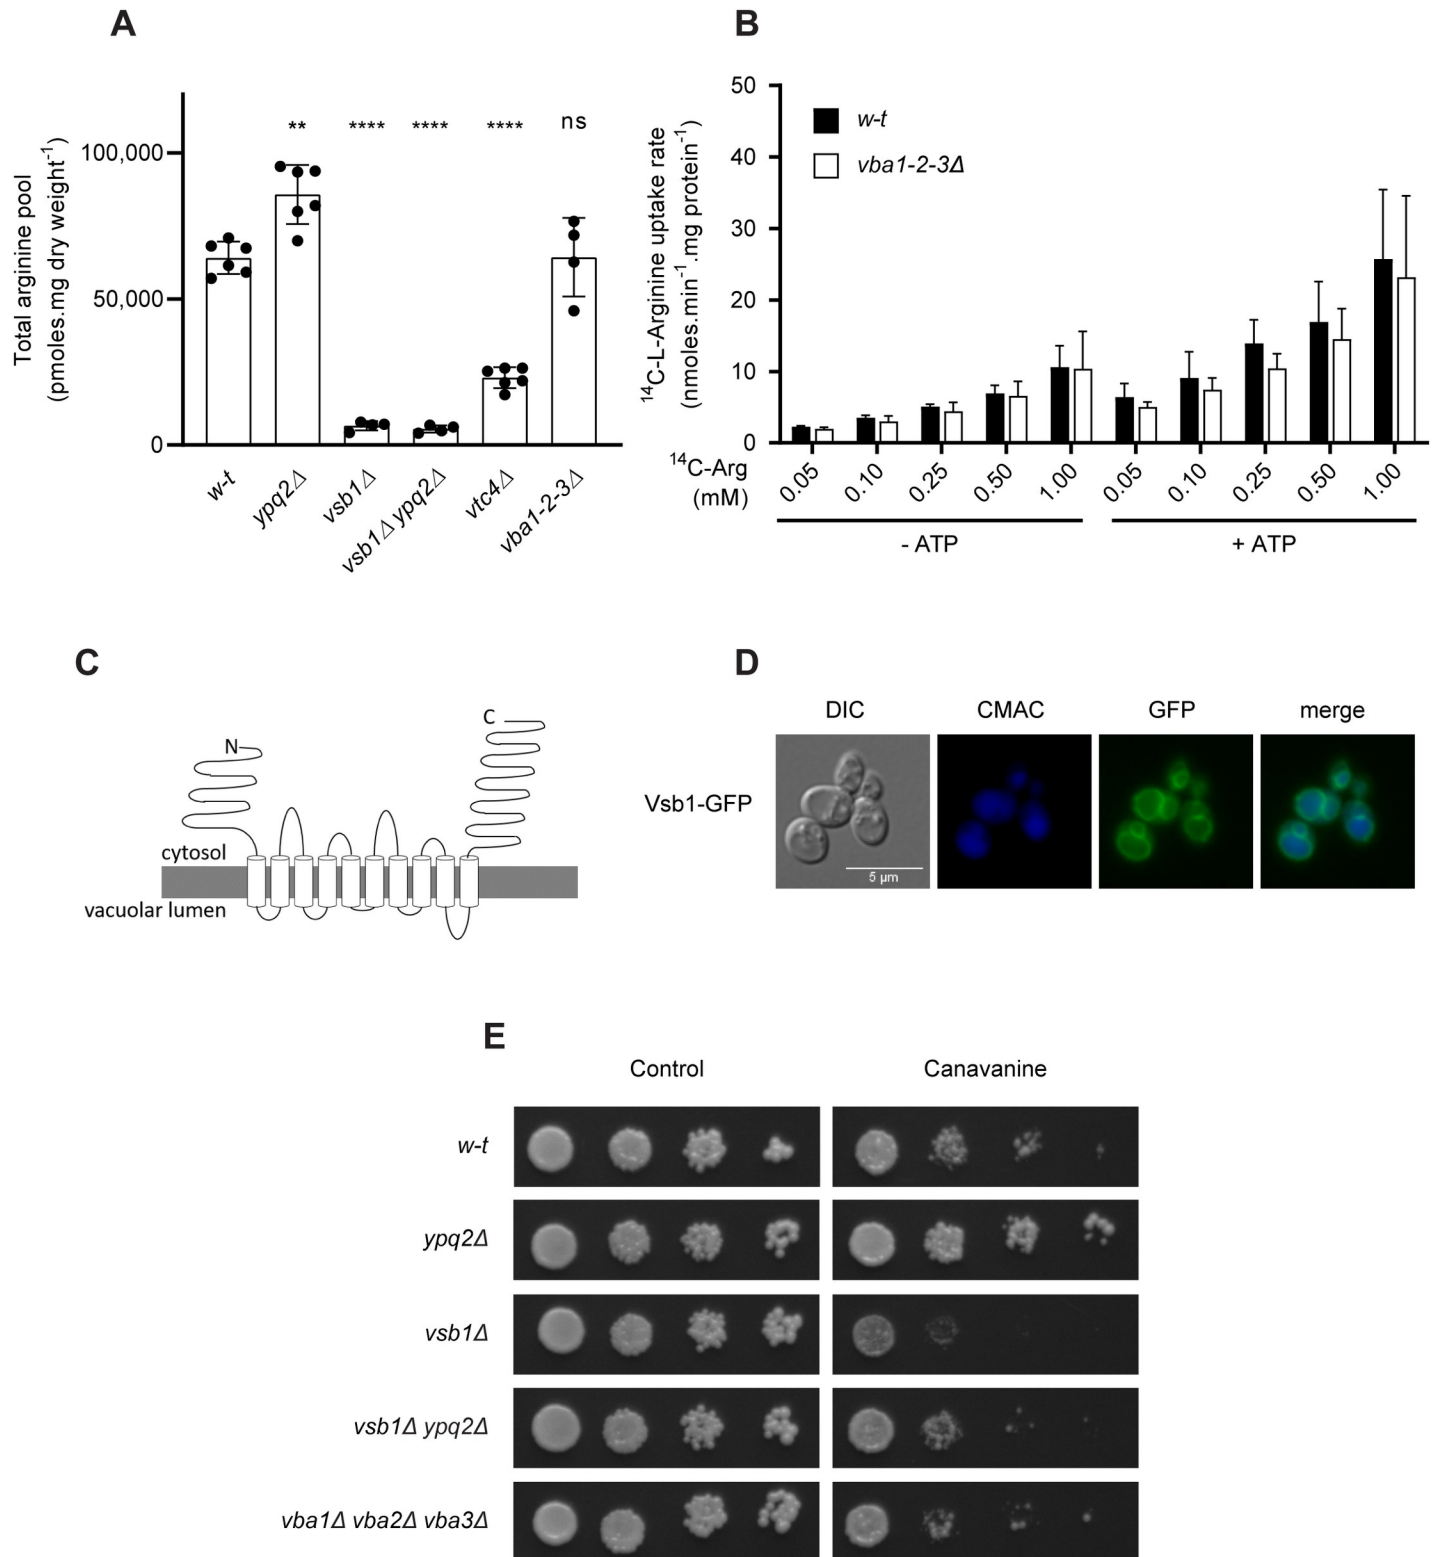 A
Total arginine pool
(pmoles.mg dry weight⁻¹)
100,000
50,000
0
**
****
****
****
ns
w-t
ypq2Δ
vsb1Δ
vsb1Δ ypq2Δ
vtc4Δ
vba1-2-3Δ
B
¹⁴C-L-Arginine uptake rate
(nmoles.min⁻¹.mg protein⁻¹)
50
40
30
20
10
0
w-t
vba1-2-3Δ
¹⁴C-Arg
(mM)
0.05
0.10
0.25
0.50
1.00
0.05
0.10
0.25
0.50
1.00
- ATP
+ ATP
C
N
C
cytosol
vacuolar lumen
D
DIC
CMAC
GFP
merge
Vsb1-GFP
5 µm
E
Control
Canavanine
w-t
ypq2Δ
vsb1Δ
vsb1Δ ypq2Δ
vba1Δ vba2Δ vba3Δ